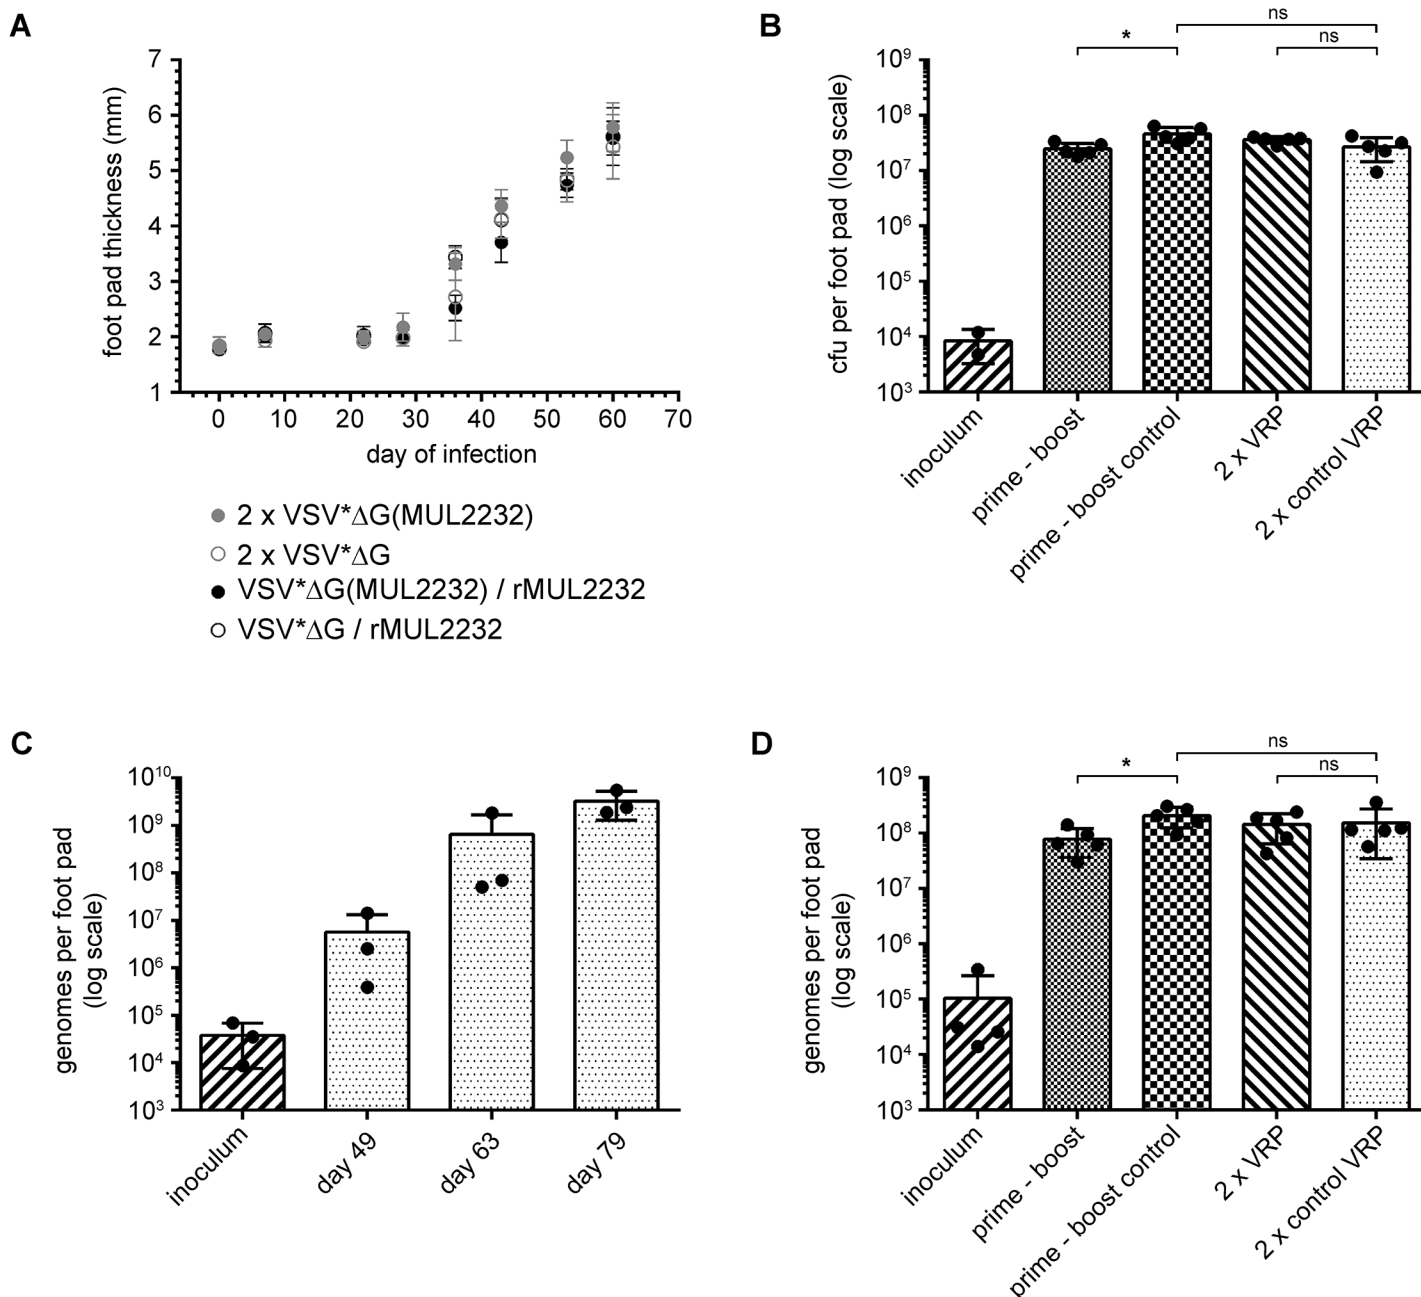 A
foot pad thickness (mm)
7
6
5
4
3
2
1
0 10 20 30 40 50 60 70
day of infection
2 x VSV*ΔG(MUL2232)
2 x VSV*ΔG
VSV*ΔG(MUL2232) / rMUL2232
VSV*ΔG / rMUL2232
B
ns
* ns
cfu per foot pad (log scale)
10⁹
10⁸
10⁷
10⁶
10⁵
10⁴
10³
inoculum
prime - boost
prime - boost control
2 x VRP
2 x control VRP
C
genomes per foot pad
(log scale)
10¹⁰
10⁹
10⁸
10⁷
10⁶
10⁵
10⁴
10³
inoculum
day 49
day 63
day 79
D
ns
* ns
genomes per foot pad
(log scale)
10⁹
10⁸
10⁷
10⁶
10⁵
10⁴
10³
inoculum
prime - boost
prime - boost control
2 x VRP
2 x control VRP